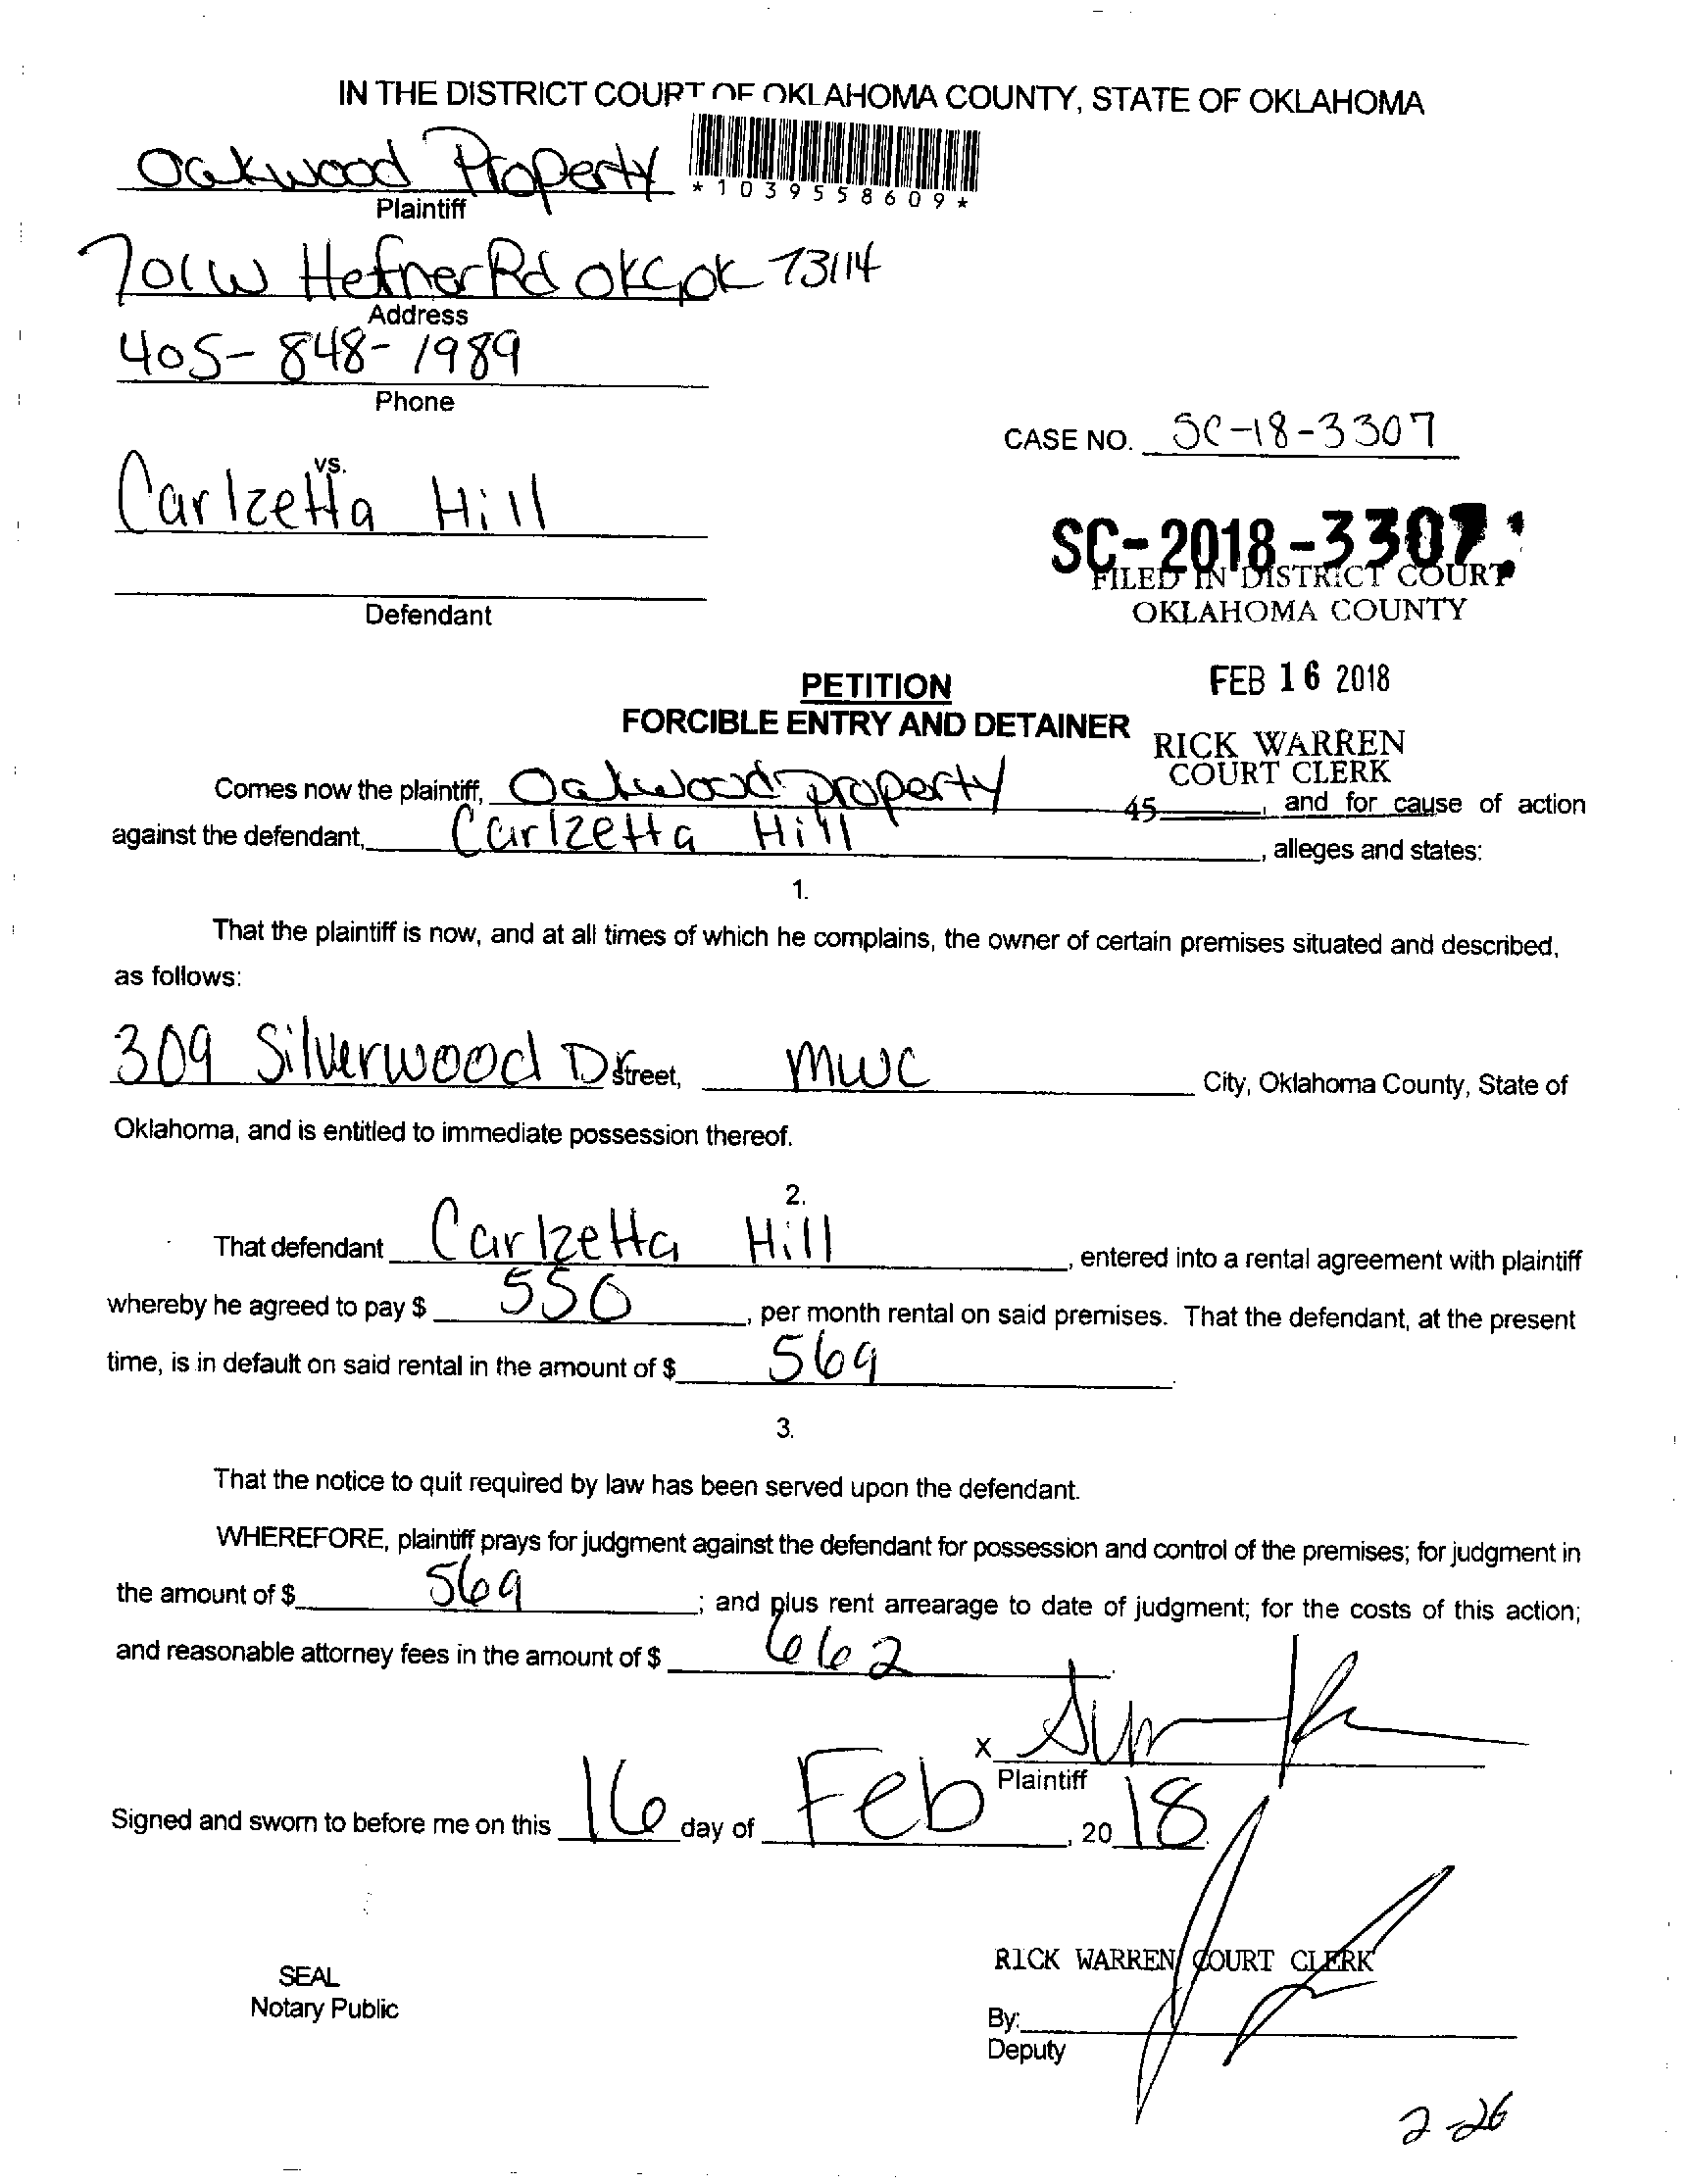 IN THE DISTRICT COURT OF OKLAHOMA COUNTY, STATE OF OKLAHOMA
Oakwood Property
*1039558609*
Plaintiff
701 W Hefner Rd OKC, OK 73114
Address
405-848-1989
Phone
CASE NO. SC-18-3307
vs.
Carlzetta Hill
SC-2018-3307
FILED IN DISTRICT COURT
OKLAHOMA COUNTY
Defendant
FEB 16 2018
PETITION
FORCIBLE ENTRY AND DETAINER
RICK WARREN
COURT CLERK
Comes now the plaintiff, Oakwood Property 45 , and for cause of action
against the defendant, Carlzetta Hill , alleges and states:
1.
That the plaintiff is now, and at all times of which he complains, the owner of certain premises situated and described,
as follows:
309 Silverwood D Street, MWC City, Oklahoma County, State of
Oklahoma, and is entitled to immediate possession thereof.
2.
That defendant Carlzetta Hill , entered into a rental agreement with plaintiff
whereby he agreed to pay $ 550 , per month rental on said premises. That the defendant, at the present
time, is in default on said rental in the amount of $ 569
3.
That the notice to quit required by law has been served upon the defendant.
WHEREFORE, plaintiff prays for judgment against the defendant for possession and control of the premises; for judgment in
the amount of $ 569 ; and plus rent arrearage to date of judgment; for the costs of this action;
and reasonable attorney fees in the amount of $ 662
X
Plaintiff
Signed and sworn to before me on this 16 day of Feb , 20 18
RICK WARREN COURT CLERK
SEAL
Notary Public
By:
Deputy
2-26